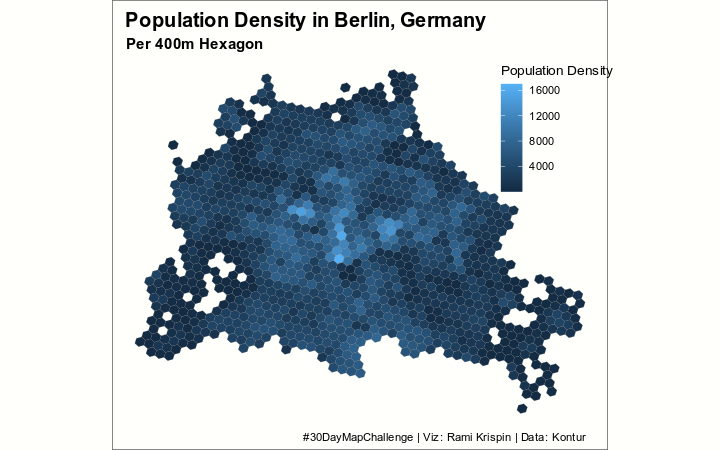 Population Density in Berlin, Germany
Per 400m Hexagon
Population Density
16000
12000
8000
4000
#30DayMapChallenge | Viz: Rami Krispin | Data: Kontur